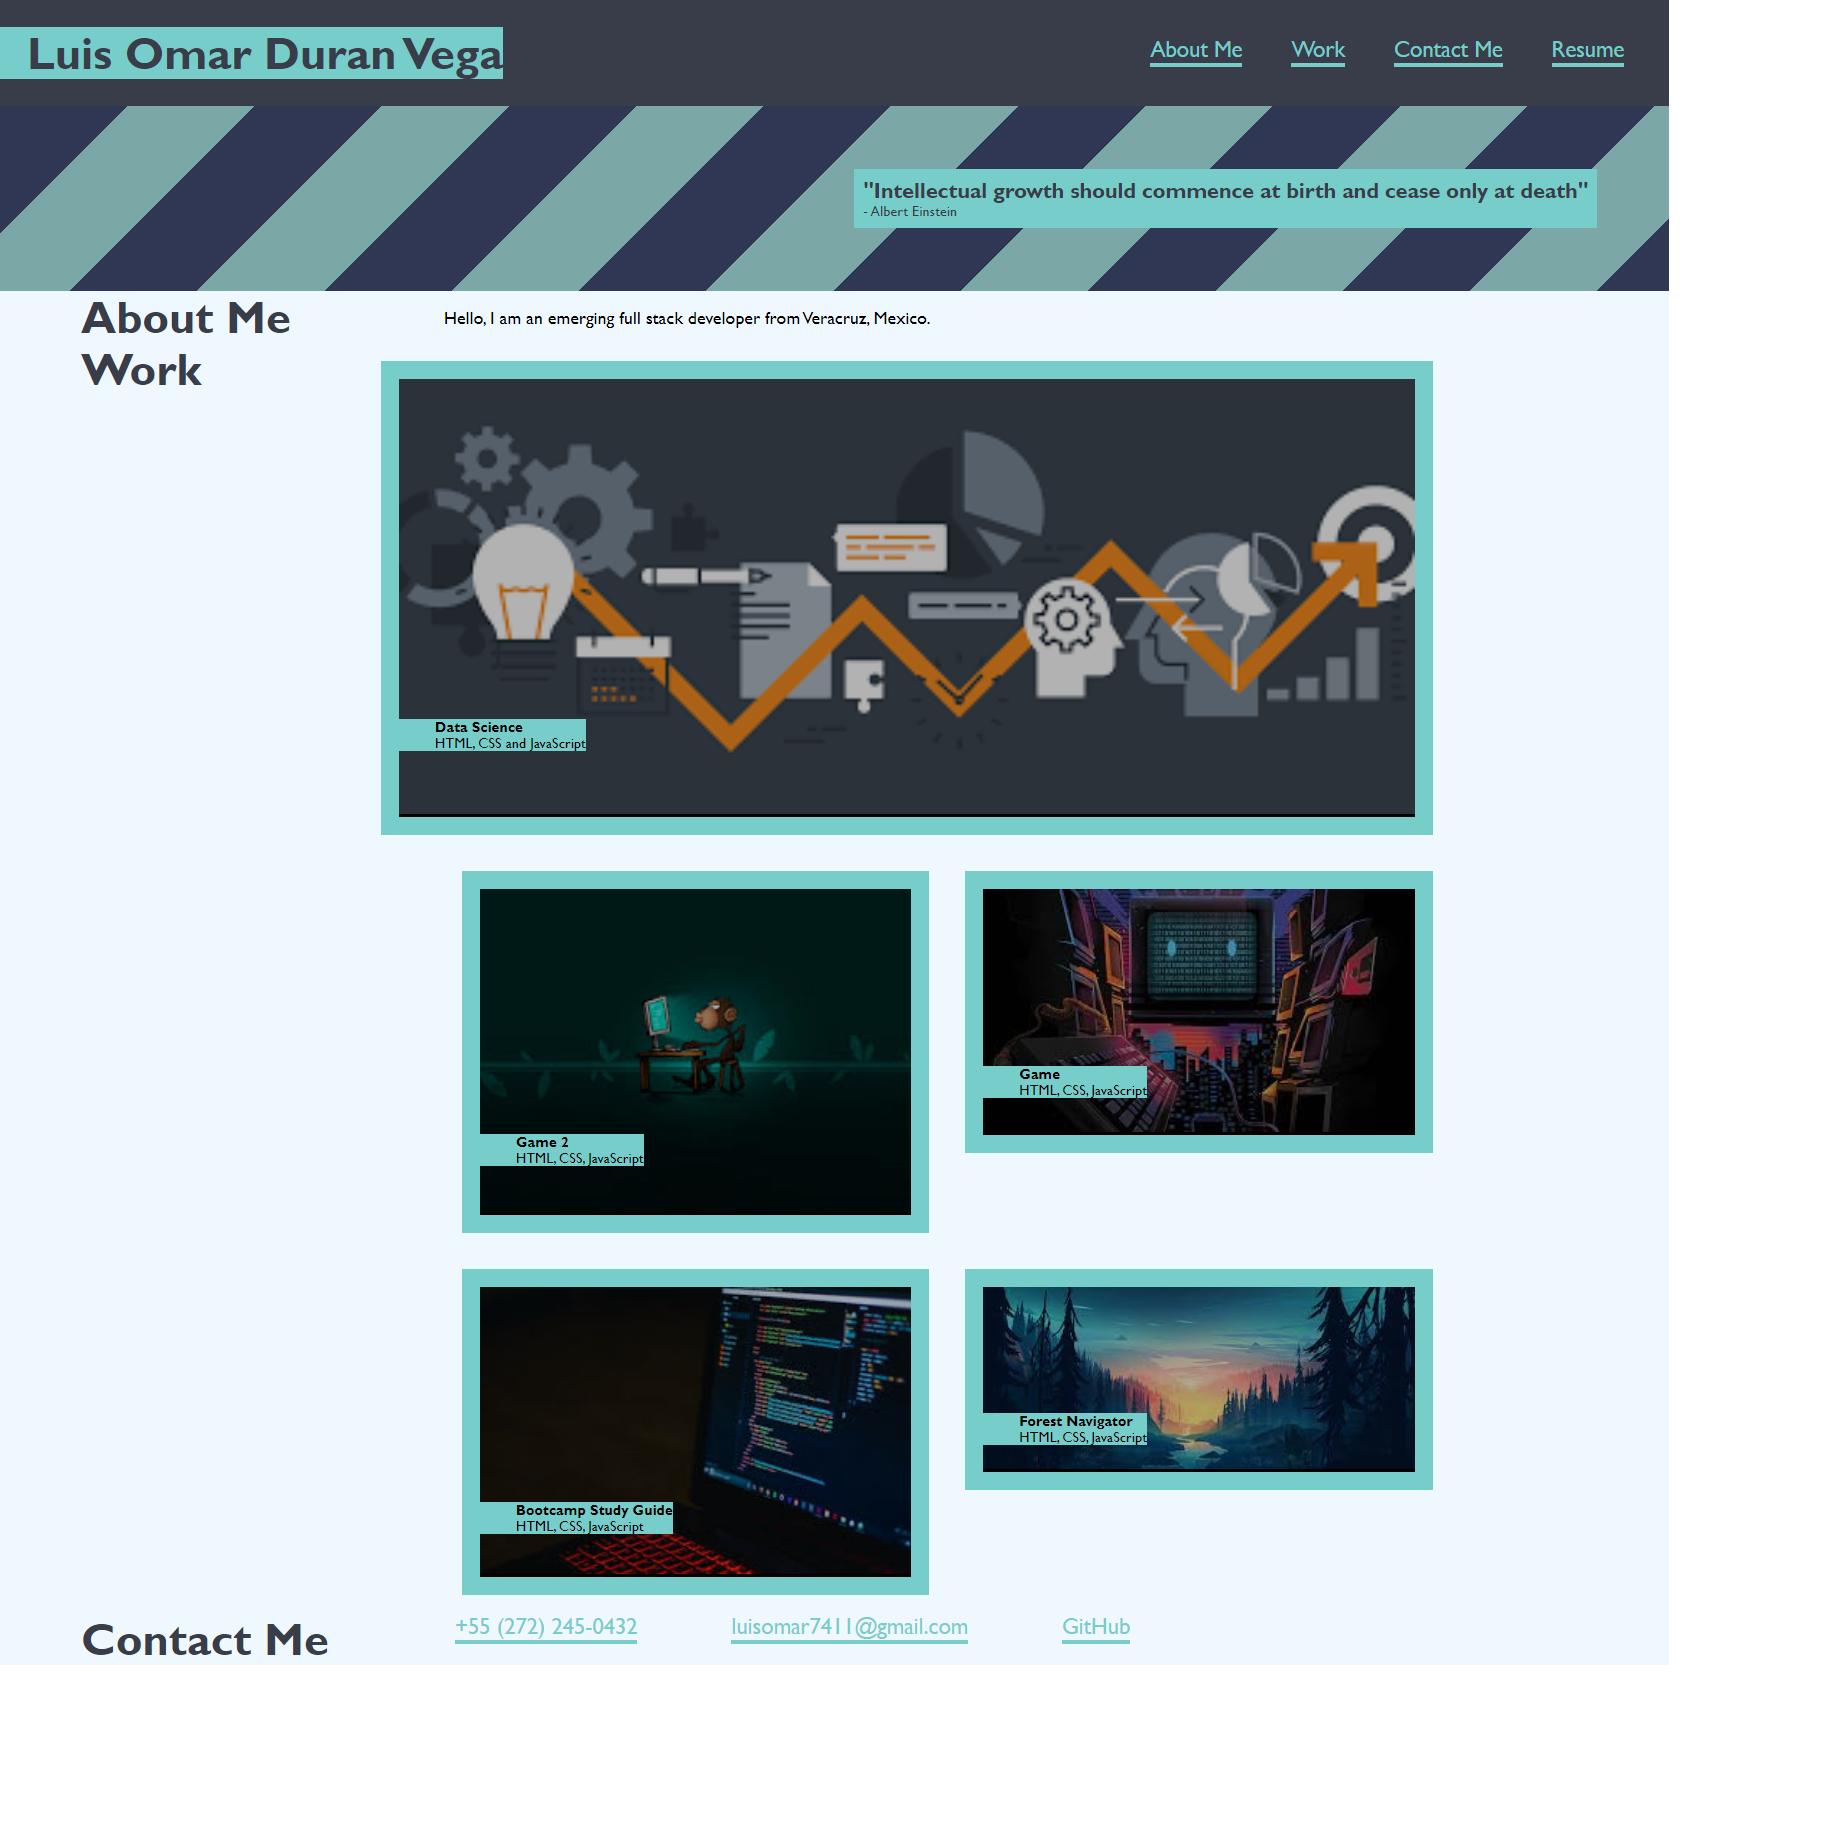 Luis Omar Duran Vega
About Me Work Contact Me Resume
"Intellectual growth should commence at birth and cease only at death"
- Albert Einstein
About Me
Hello, I am an emerging full stack developer from Veracruz, Mexico.
Work
Data Science
HTML, CSS and JavaScript
Game 2
HTML, CSS, JavaScript
Game
HTML, CSS, JavaScript
Bootcamp Study Guide
HTML, CSS, JavaScript
Forest Navigator
HTML, CSS, JavaScript
Contact Me
+55 (272) 245-0432 luisomar7411@gmail.com GitHub